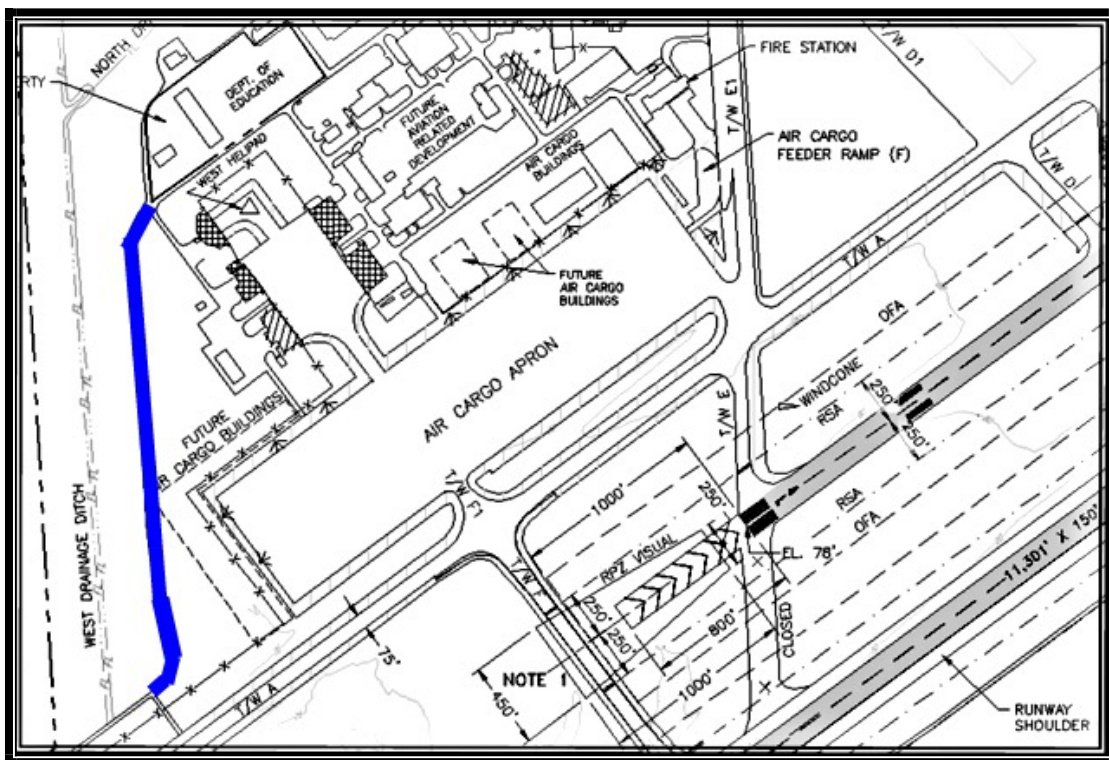 NORTH DR
RTY
DEPT. OF
EDUCATION
WEST HELIPAD
FUTURE
AVIATION
RELATED
DEVELOPMENT
AIR CARGO
BUILDINGS
FIRE STATION
T/W E1
T/W D1
AIR CARGO
FEEDER RAMP (F)
T/W D
T/W A
FUTURE
AIR CARGO
BUILDINGS
OFA
WINDCONE
RSA
250'
250'
AIR CARGO APRON
T/W E
FUTURE
R CARGO BUILDINGS
WEST DRAINAGE DITCH
T/W F1
1000'
250'
RPZ VISUAL
RSA
OFA
EL. 78'
11,301' X 150'
T/W F
250'
250'
800'
1000'
CLOSED
75'
NOTE 1
450'
T/W A
RUNWAY
SHOULDER